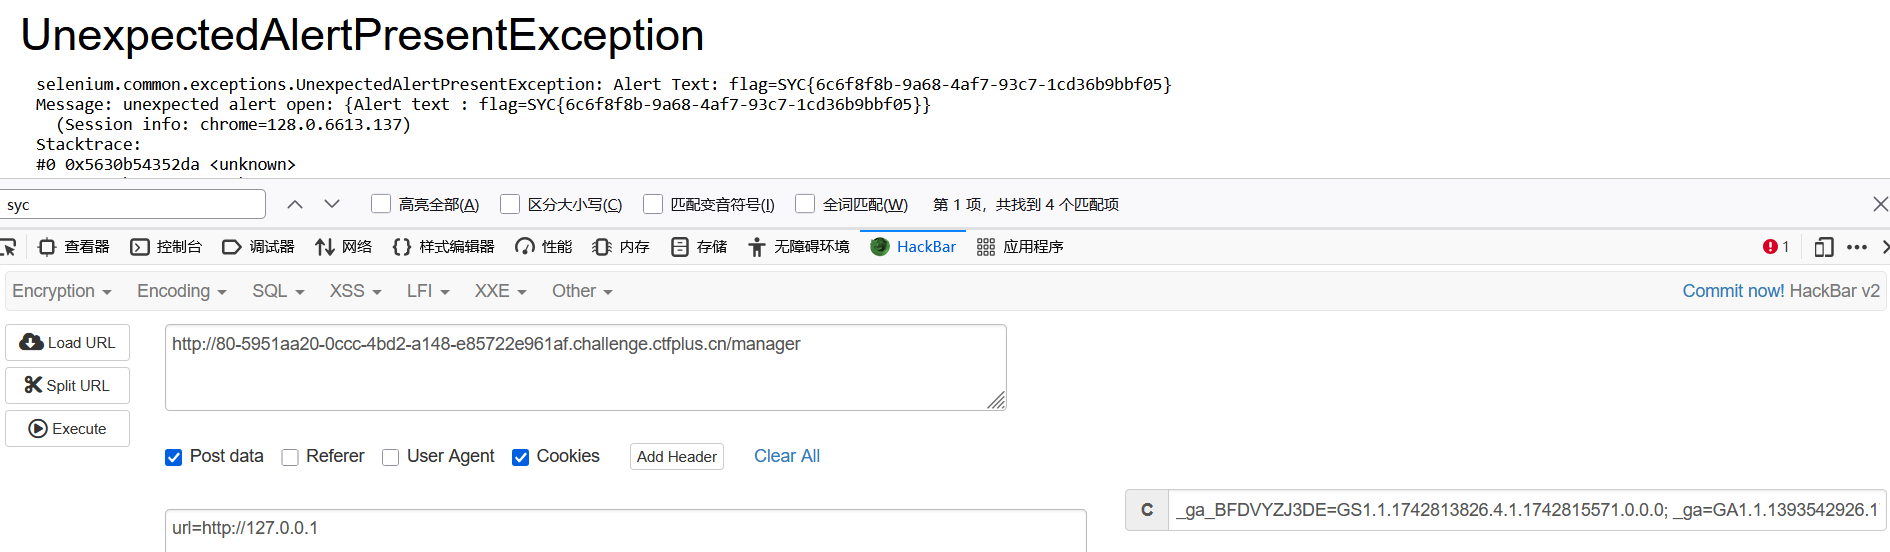 UnexpectedAlertPresentException
selenium.common.exceptions.UnexpectedAlertPresentException: Alert Text: flag=SYC{6c6f8f8b-9a68-4af7-93c7-1cd36b9bbf05}
Message: unexpected alert open: {Alert text : flag=SYC{6c6f8f8b-9a68-4af7-93c7-1cd36b9bbf05}}
(Session info: chrome=128.0.6613.137)
Stacktrace:
#0 0x5630b54352da <unknown>
syc 高亮全部(A) 区分大小写(C) 匹配变音符号(I) 全词匹配(W) 第 1 项，共找到 4 个匹配项
查看器 控制台 调试器 网络 样式编辑器 性能 内存 存储 无障碍环境 HackBar 应用程序 1
Encryption Encoding SQL XSS LFI XXE Other Commit now! HackBar v2
Load URL http://80-5951aa20-0ccc-4bd2-a148-e85722e961af.challenge.ctfplus.cn/manager
Split URL
Execute
Post data Referer User Agent Cookies Add Header Clear All
C _ga_BFDVYZJ3DE=GS1.1.1742813826.4.1.1742815571.0.0.0; _ga=GA1.1.1393542926.1
url=http://127.0.0.1